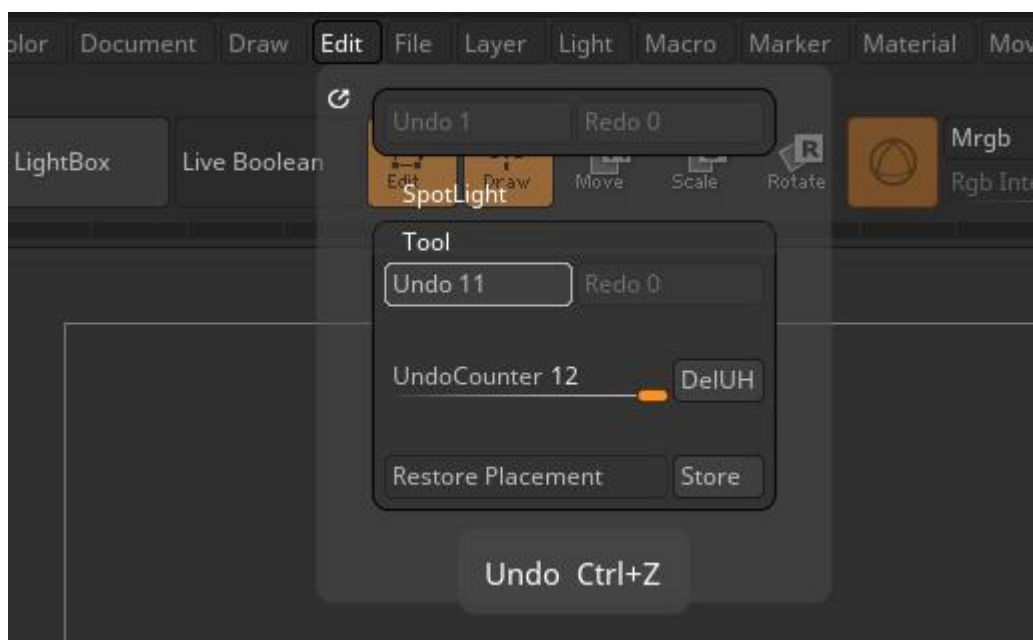 olor Document Draw Edit File Layer Light Macro Marker Material Mov
Undo 1 Redo 0
LightBox Live Boolean Edit Draw Move Scale Rotate R Mrgb
Rgb Inte
SpotLight
Tool
Undo 11 Redo 0
UndoCounter 12 DelUH
Restore Placement Store
Undo Ctrl+Z